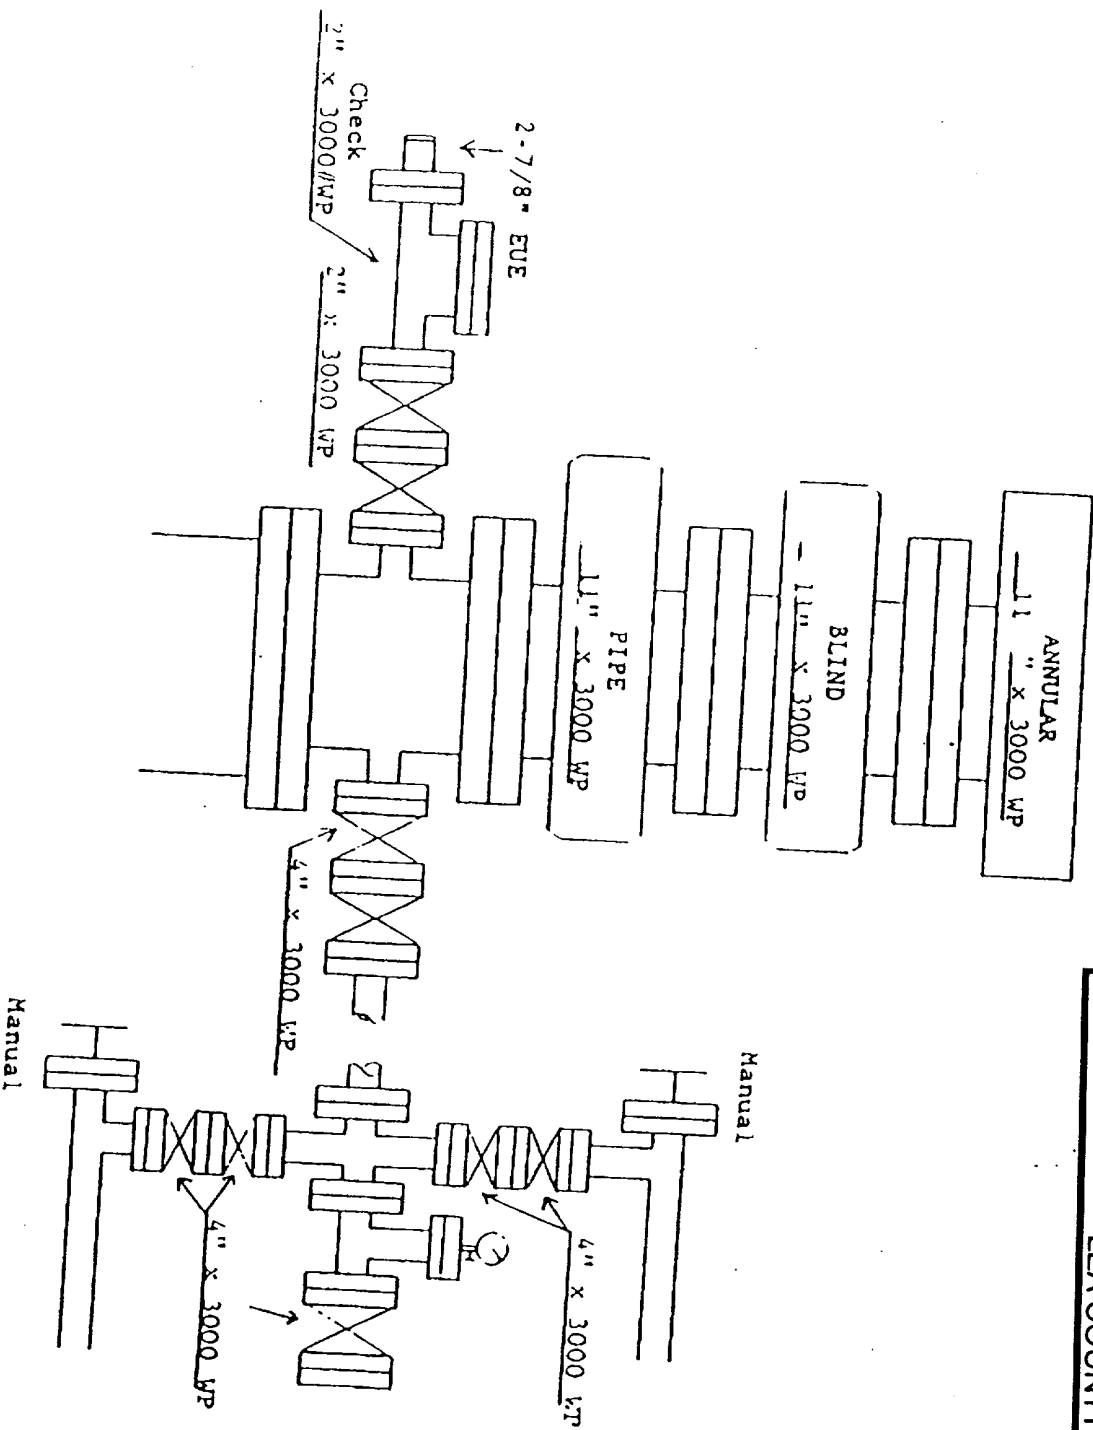 ANNULAR
11 " x 3000 WP
BLIND
11" x 3000 WP
PIPE
11" x 3000 WP
2-7/8" EUE
Check
2" x 3000#WP
2" x 3000 WP
4" x 3000 WP
Manual
Manual
4" x 3000 WP
4" x 3000 WP